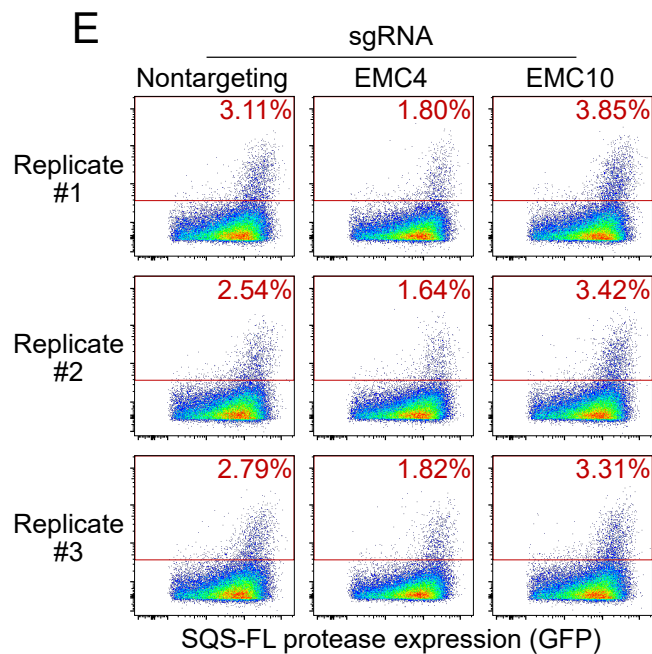 E
sgRNA
Nontargeting EMC4 EMC10
Replicate
#1
3.11% 1.80% 3.85%
Replicate
#2
2.54% 1.64% 3.42%
Replicate
#3
2.79% 1.82% 3.31%
SQS-FL protease expression (GFP)